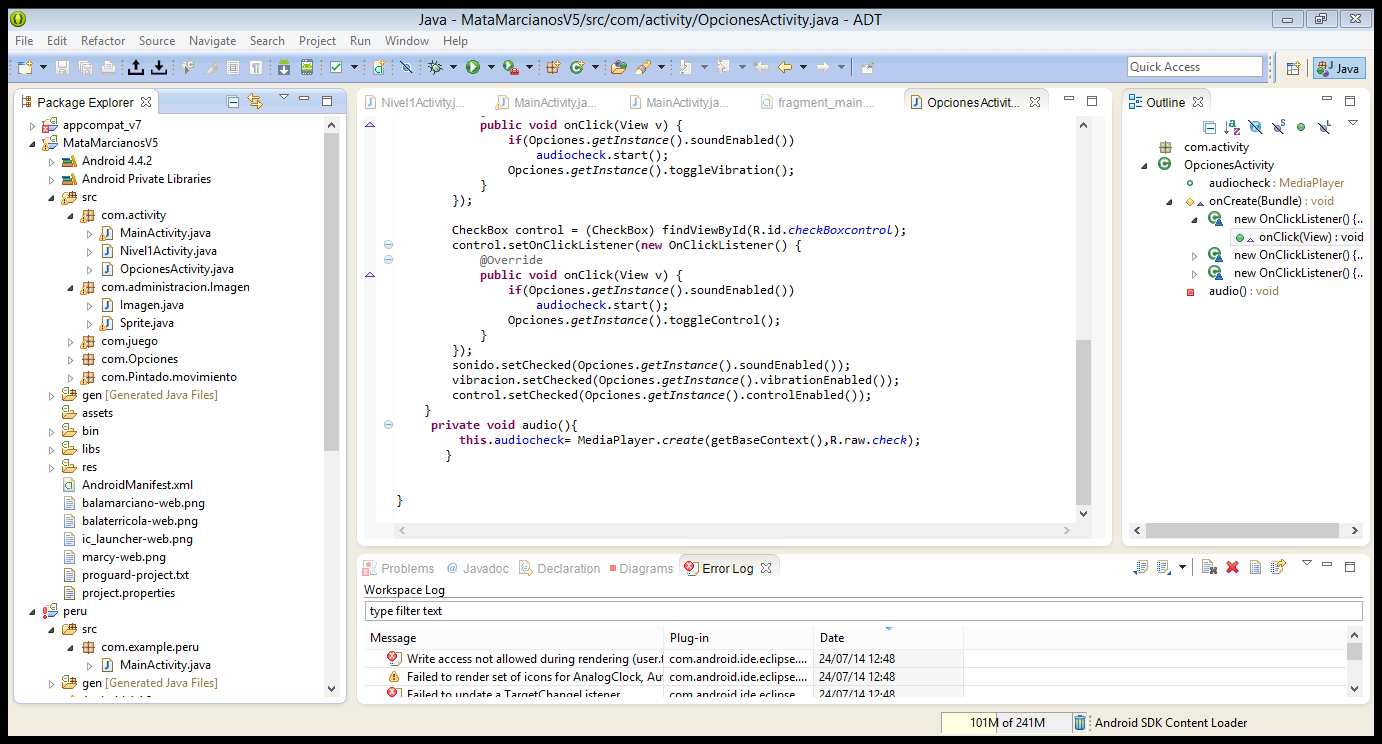 Java - MataMarcianosV5/src/com/activity/OpcionesActivity.java - ADT
File Edit Refactor Source Navigate Search Project Run Window Help
Quick Access
Java
Package Explorer
appcompat_v7
MataMarcianosV5
Android 4.4.2
Android Private Libraries
src
com.activity
MainActivity.java
Nivel1Activity.java
OpcionesActivity.java
com.administracion.Imagen
Imagen.java
Sprite.java
com.juego
com.Opciones
com.Pintado.movimiento
gen [Generated Java Files]
assets
bin
libs
res
AndroidManifest.xml
balamarciano-web.png
balaterricola-web.png
ic_launcher-web.png
marcy-web.png
proguard-project.txt
project.properties
peru
src
com.example.peru
MainActivity.java
gen [Generated Java Files]
Nivel1Activity.j... MainActivity.ja... MainActivity.ja... fragment_main.... OpcionesActivit...
public void onClick(View v) {
if(Opciones.getInstance().soundEnabled())
audiocheck.start();
Opciones.getInstance().toggleVibration();
}
});
CheckBox control = (CheckBox) findViewById(R.id.checkBoxcontrol);
control.setOnClickListener(new OnClickListener() {
@Override
public void onClick(View v) {
if(Opciones.getInstance().soundEnabled())
audiocheck.start();
Opciones.getInstance().toggleControl();
}
});
sonido.setChecked(Opciones.getInstance().soundEnabled());
vibracion.setChecked(Opciones.getInstance().vibrationEnabled());
control.setChecked(Opciones.getInstance().controlEnabled());
}
private void audio(){
this.audiocheck= MediaPlayer.create(getBaseContext(),R.raw.check);
}
}
Outline
com.activity
OpcionesActivity
audiocheck : MediaPlayer
onCreate(Bundle) : void
new OnClickListener() {..
onClick(View) : void
new OnClickListener() {..
new OnClickListener() {..
audio() : void
Problems @ Javadoc Declaration Diagrams Error Log
Workspace Log
type filter text
Message Plug-in Date
Write access not allowed during rendering (user.t com.android.ide.eclipse.... 24/07/14 12:48
Failed to render set of icons for AnalogClock, Au com.android.ide.eclipse.... 24/07/14 12:48
Failed to update a TargetChangeListener com.android.ide.eclipse 24/07/14 12:48
101M of 241M
Android SDK Content Loader